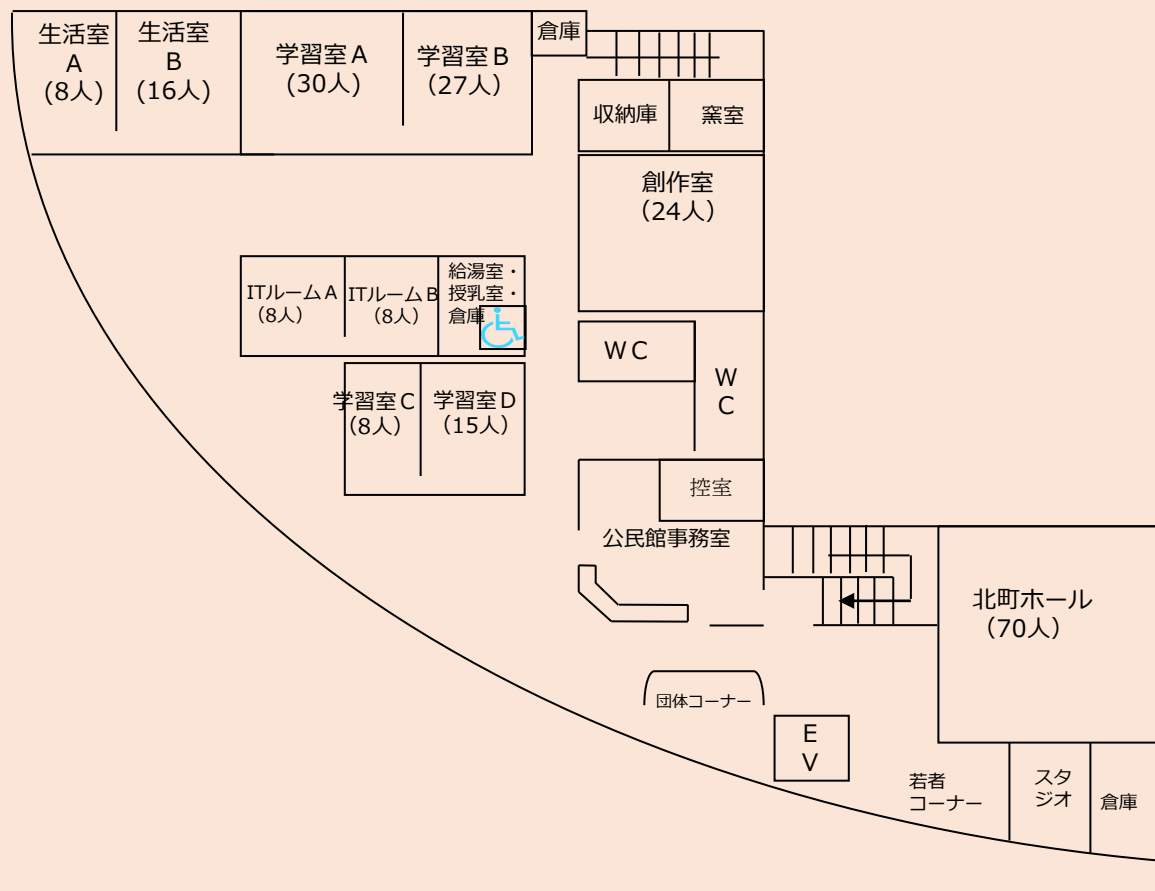 生活室
A
(8人)
生活室
B
(16人)
学習室A
(30人)
学習室B
(27人)
倉庫
収納庫
窯室
創作室
(24人)
ITルームA
(8人)
ITルームB
(8人)
給湯室・
授乳室・
倉庫
学習室C
(8人)
学習室D
(15人)
WC
W
C
控室
公民館事務室
北町ホール
(70人)
団体コーナー
E
V
若者
コーナー
スタ
ジオ
倉庫